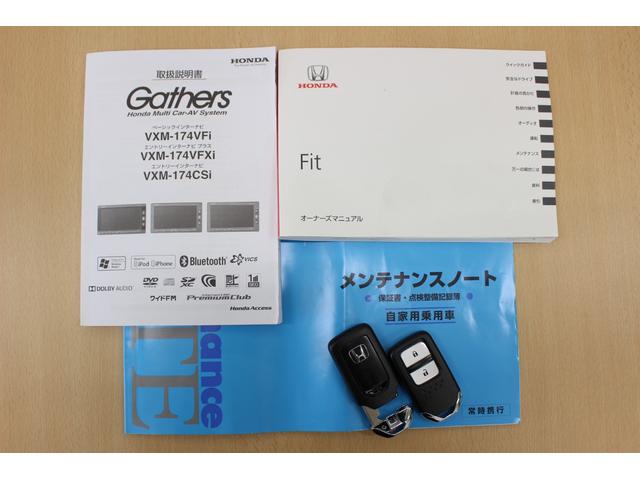 取扱説明書
HONDA
Gathers
Honda Multi Car-AV System
ベーシックインターナビ
VXM-174VFi
エントリーインターナビ プラス
VXM-174VFXi
エントリーインターナビ
VXM-174CSi
iPod iPhone
Bluetooth
VICS
DOLBY AUDIO
DVD
SD XC
ワイドFM
PremiumClub
Honda Access
HONDA
Fit
オーナーズマニュアル
クイックガイド
安全なドライブ
計器の見かた
各部の操作
オーディオ
運転
メンテナンス
万一の場合には
資料
索引
メンテナンスノート
保証書・点検整備記録簿
自家用乗用車
常時携行